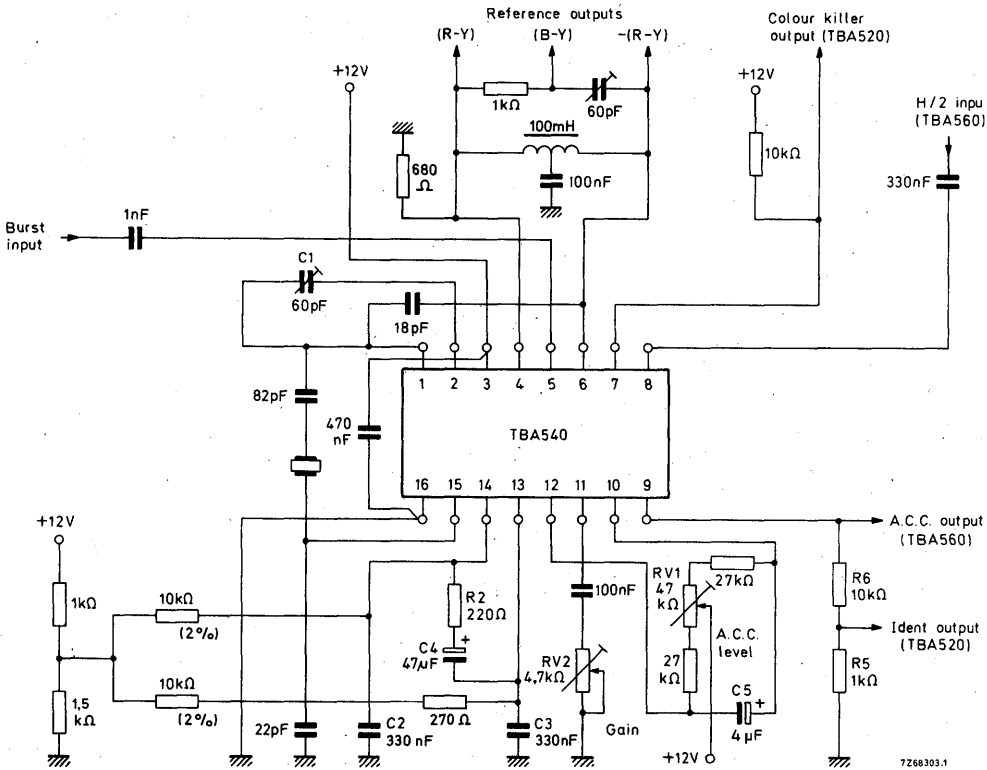 Reference outputs
(R-Y) (B-Y) -(R-Y)
Colour killer
output (TBA520)
+12V
1kΩ
60pF
+12V
H/2 inpu
(TBA560)
100mH
680
Ω
10kΩ
330nF
100nF
Burst
input
1nF
C1
60pF
18pF
1 2 3 4 5 6 7 8
82pF
470
nF
TBA540
16 15 14 13 12 11 10 9
+12V
A.C.C. output
(TBA560)
1kΩ
10kΩ
(2%)
R2
220Ω
100nF
RV1
47
kΩ
27kΩ
R6
10kΩ
A.C.C.
level
Ident output
(TBA520)
C4
+
47μF
RV2
4,7kΩ
27
kΩ
R5
1kΩ
1,5
kΩ
10kΩ
(2%)
270Ω
C5
+
4μF
22pF
C2
330nF
C3
330nF
Gain
+12V
7Z68303.1